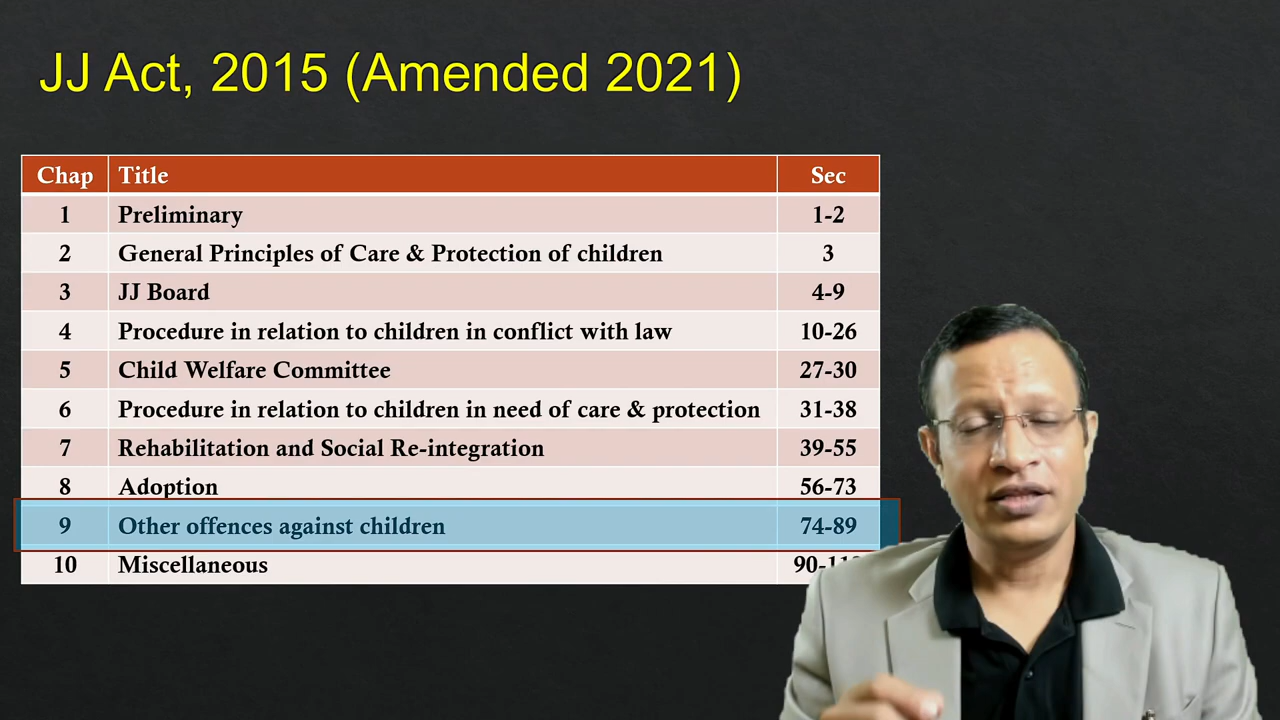 JJ Act, 2015 (Amended 2021)
Chap Title Sec
1 Preliminary 1-2
2 General Principles of Care & Protection of children 3
3 JJ Board 4-9
4 Procedure in relation to children in conflict with law 10-26
5 Child Welfare Committee 27-30
6 Procedure in relation to children in need of care & protection 31-38
7 Rehabilitation and Social Re-integration 39-55
8 Adoption 56-73
9 Other offences against children 74-89
10 Miscellaneous